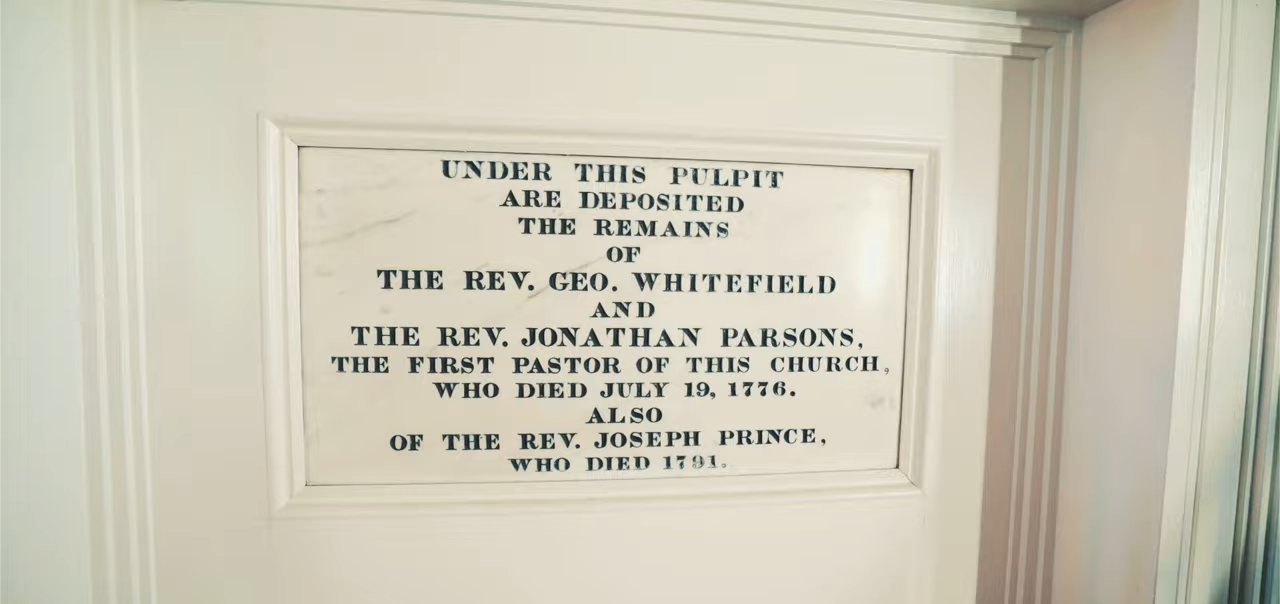 UNDER THIS PULPIT
ARE DEPOSITED
THE REMAINS
OF
THE REV. GEO. WHITEFIELD
AND
THE REV. JONATHAN PARSONS,
THE FIRST PASTOR OF THIS CHURCH,
WHO DIED JULY 19, 1776.
ALSO
OF THE REV. JOSEPH PRINCE,
WHO DIED 1791.